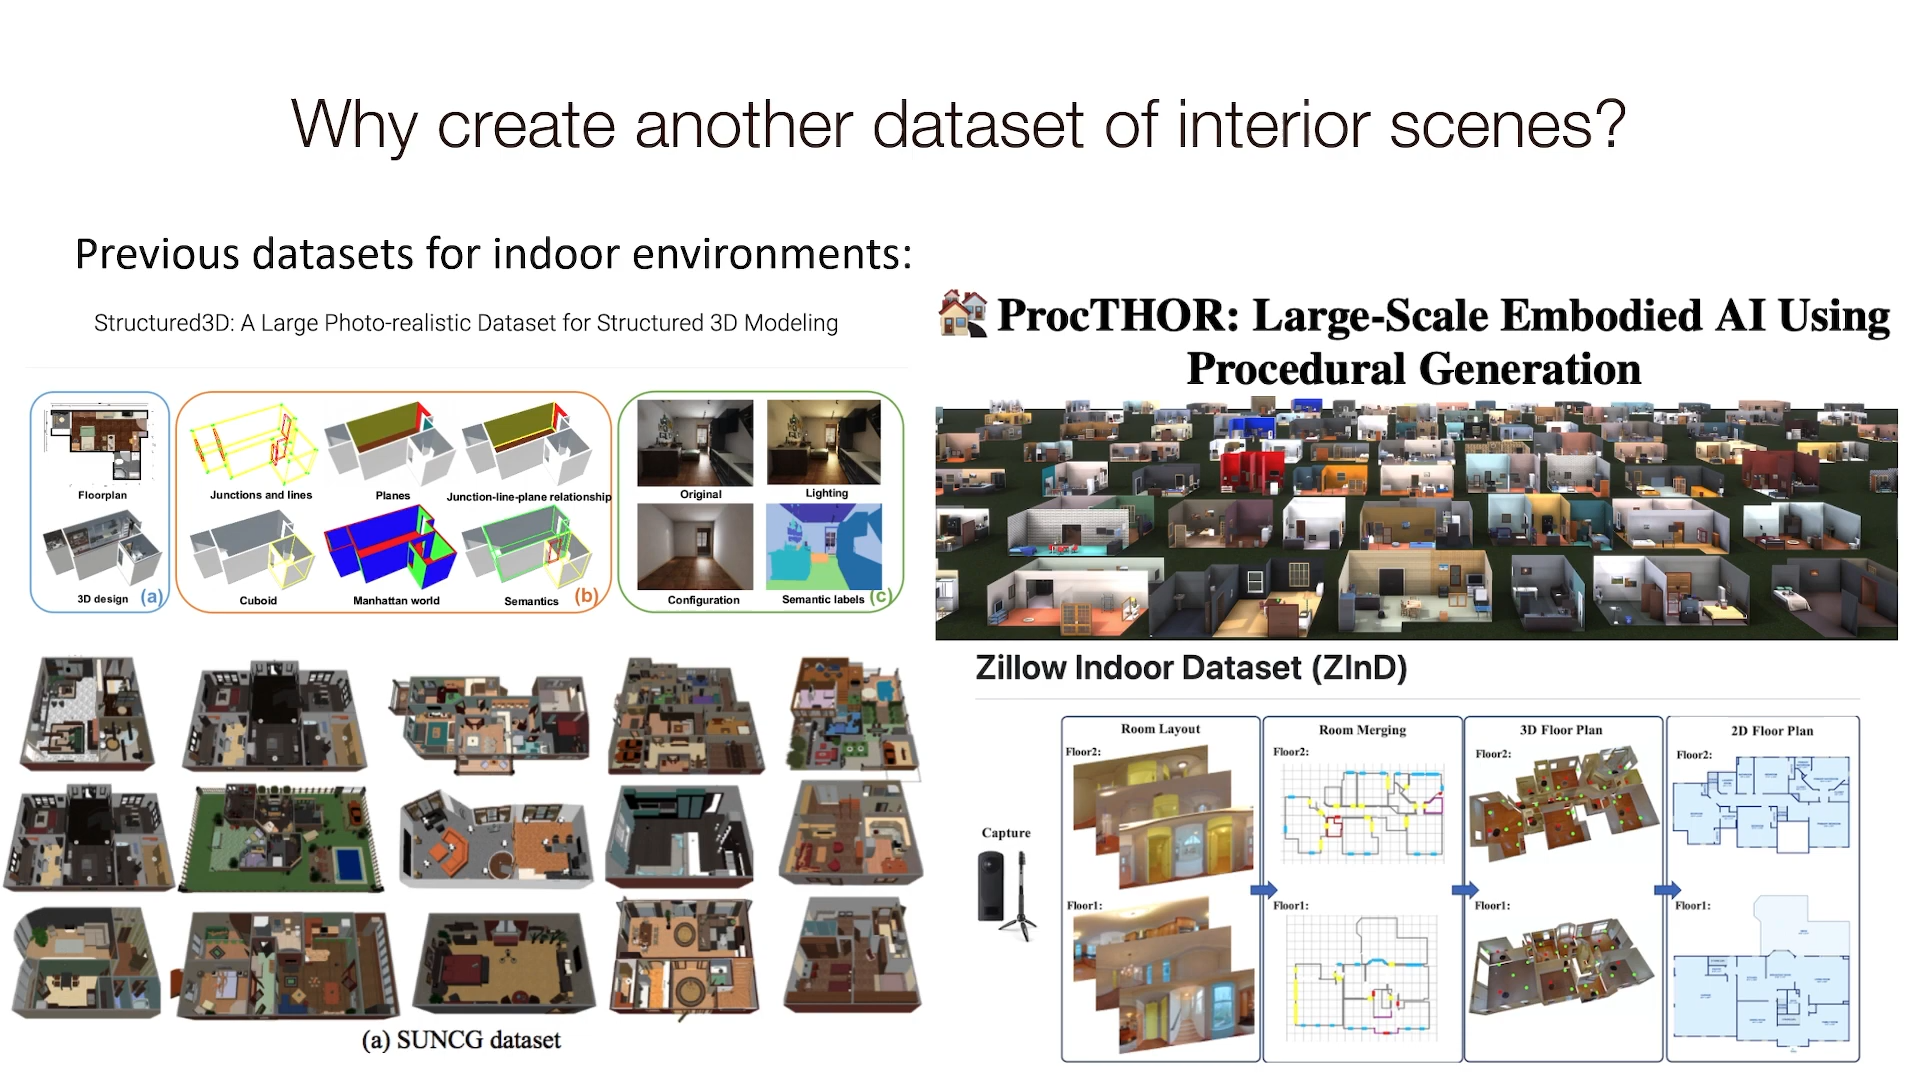 Why create another dataset of interior scenes?
Previous datasets for indoor environments:
Structured3D: A Large Photo-realistic Dataset for Structured 3D Modeling
Floorplan
3D design
(a)
Junctions and lines
Planes
Junction-line-plane relationship
Cuboid
Manhattan world
Semantics
(b)
Original
Lighting
Configuration
Semantic labels
(c)
(a) SUNCG dataset
ProcTHOR: Large-Scale Embodied AI Using
Procedural Generation
Zillow Indoor Dataset (ZInD)
Capture
Room Layout
Floor2:
Floor1:
Room Merging
Floor2:
Floor1:
3D Floor Plan
Floor2:
Floor1:
2D Floor Plan
Floor2:
Floor1: